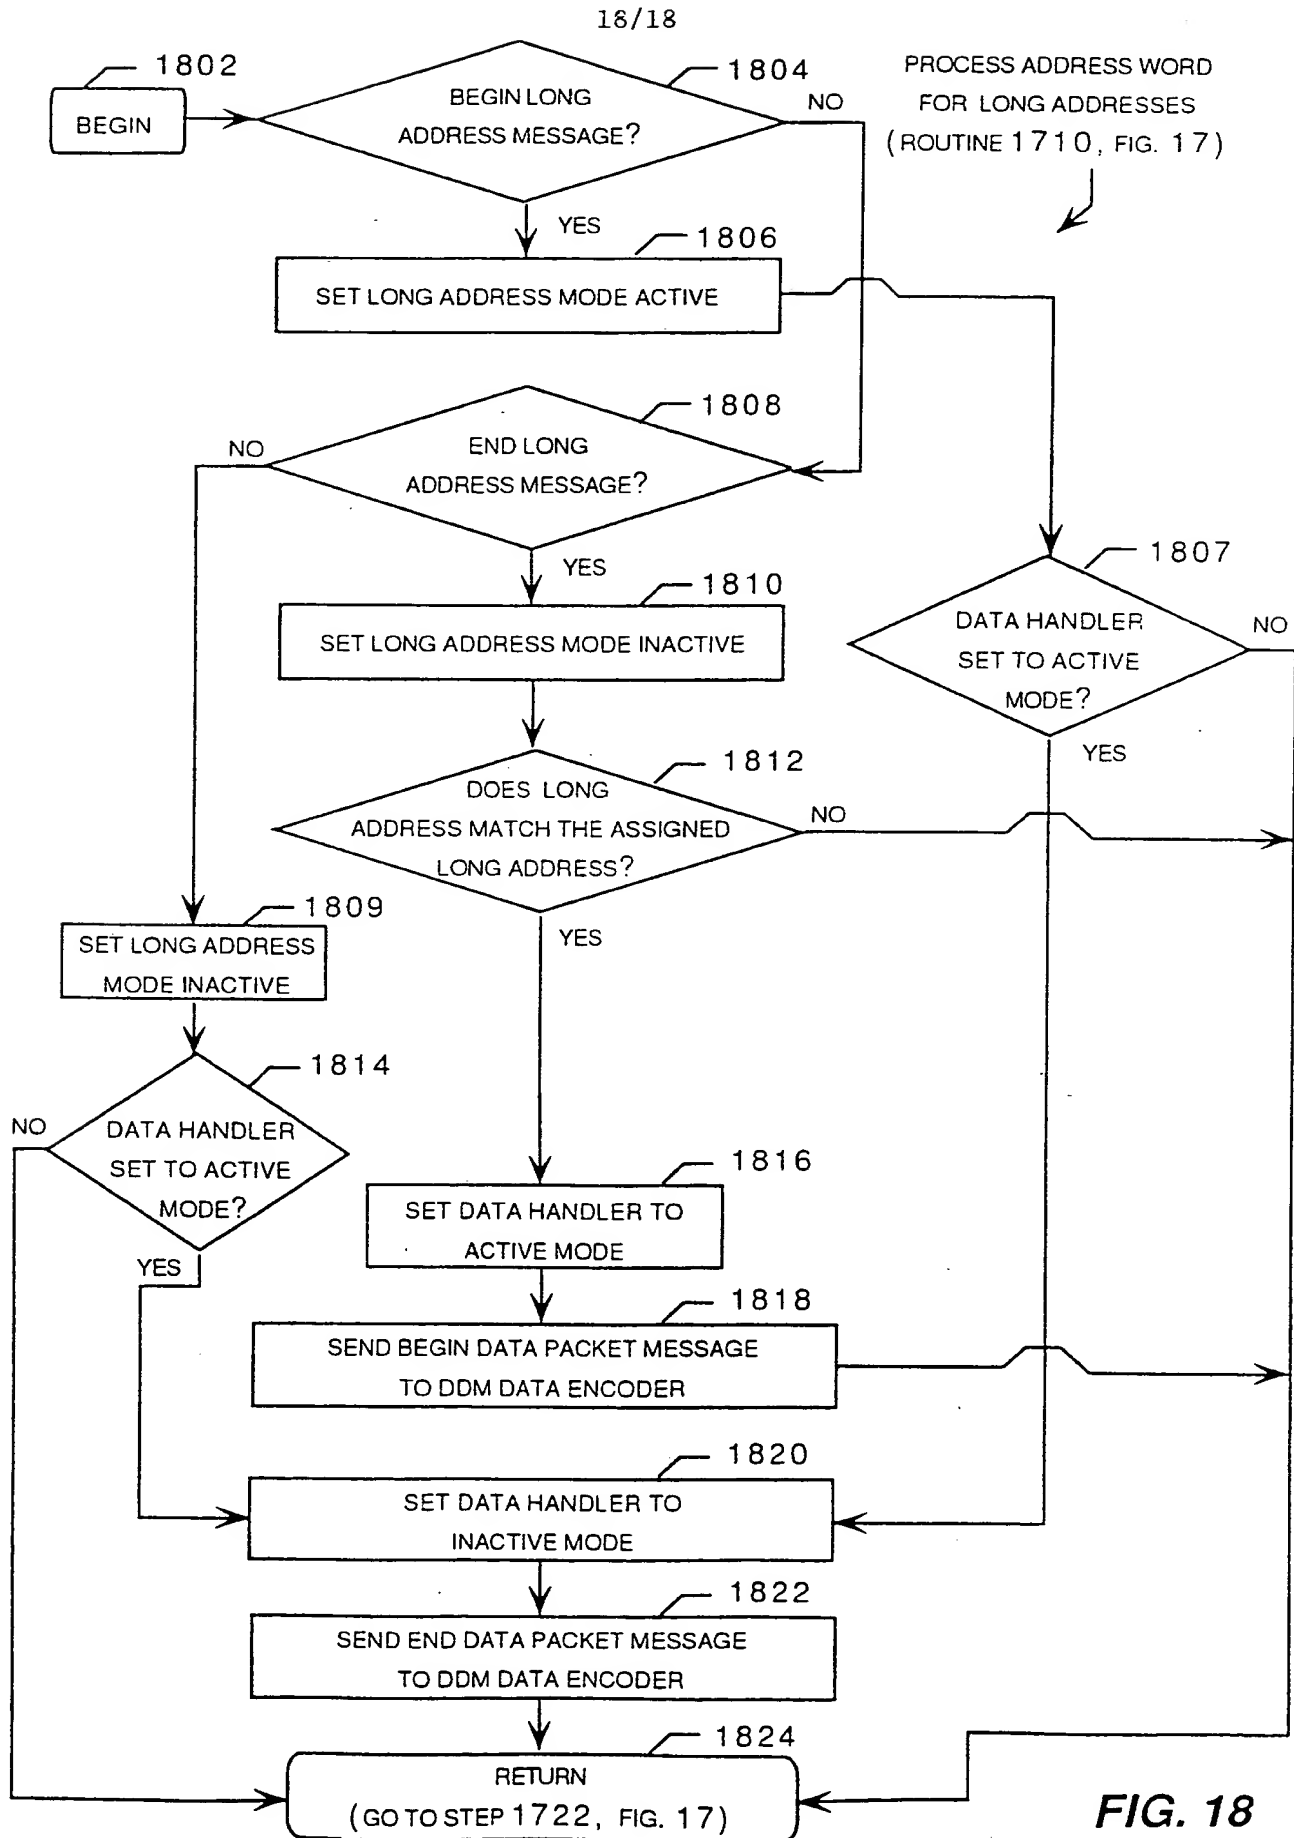 18/18
1802
BEGIN
1804
BEGIN LONG
ADDRESS MESSAGE?
NO
PROCESS ADDRESS WORD
FOR LONG ADDRESSES
(ROUTINE 1710, FIG. 17)
YES
1806
SET LONG ADDRESS MODE ACTIVE
1808
NO
END LONG
ADDRESS MESSAGE?
YES
1807
DATA HANDLER
SET TO ACTIVE
MODE?
NO
YES
1810
SET LONG ADDRESS MODE INACTIVE
1812
DOES LONG
ADDRESS MATCH THE ASSIGNED
LONG ADDRESS?
NO
YES
1809
SET LONG ADDRESS
MODE INACTIVE
1814
NO
DATA HANDLER
SET TO ACTIVE
MODE?
YES
1816
SET DATA HANDLER TO
ACTIVE MODE
1818
SEND BEGIN DATA PACKET MESSAGE
TO DDM DATA ENCODER
1820
SET DATA HANDLER TO
INACTIVE MODE
1822
SEND END DATA PACKET MESSAGE
TO DDM DATA ENCODER
1824
RETURN
(GO TO STEP 1722, FIG. 17)
FIG. 18